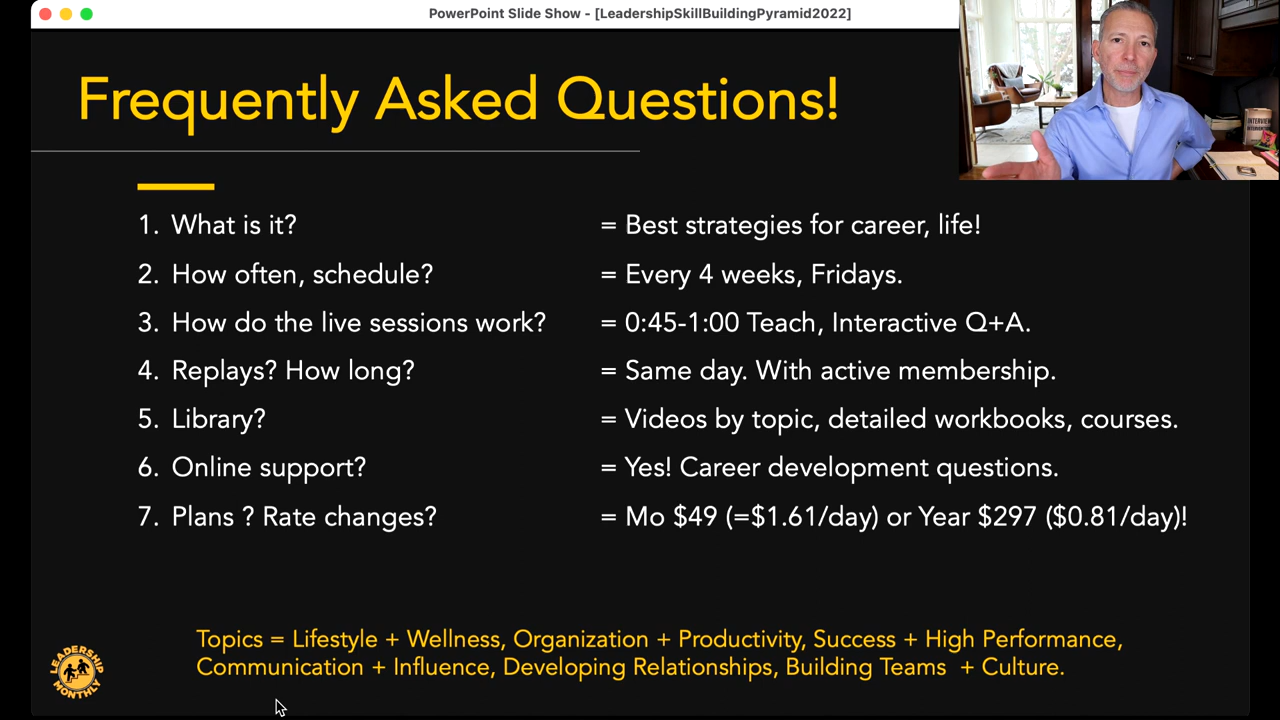 PowerPoint Slide Show - [LeadershipSkillBuildingPyramid2022]
Frequently Asked Questions!
1. What is it? = Best strategies for career, life!
2. How often, schedule? = Every 4 weeks, Fridays.
3. How do the live sessions work? = 0:45-1:00 Teach, Interactive Q+A.
4. Replays? How long? = Same day. With active membership.
5. Library? = Videos by topic, detailed workbooks, courses.
6. Online support? = Yes! Career development questions.
7. Plans ? Rate changes? = Mo $49 (=$1.61/day) or Year $297 ($0.81/day)!
Topics = Lifestyle + Wellness, Organization + Productivity, Success + High Performance,
Communication + Influence, Developing Relationships, Building Teams + Culture.
LEADERSHIP
MONTHLY
INTERVIEW